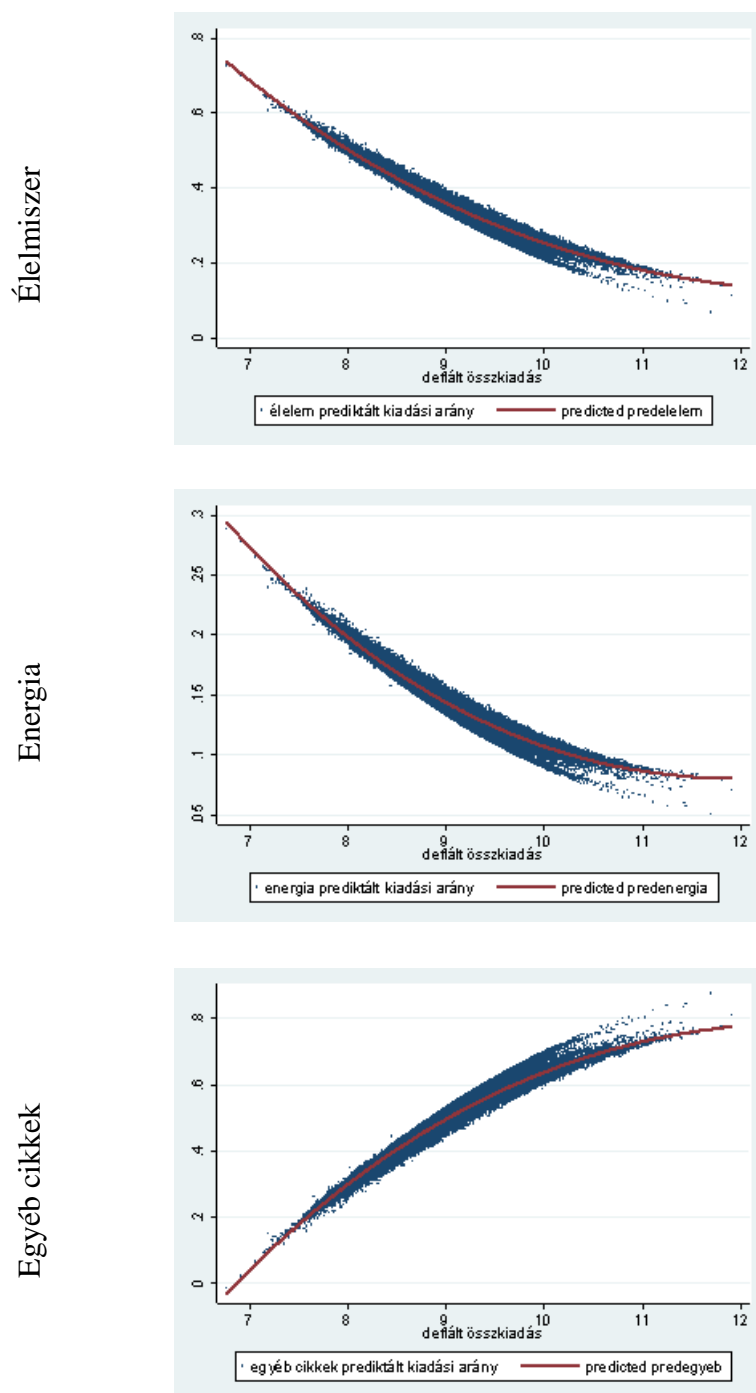 Élelmiszer
.8
.6
.4
.2
0
7 8 9 10 11 12
deflált összkiadás
élelem prediktált kiadási arány predicted predelelem
Energia
.3
.25
.2
.15
.1
.05
7 8 9 10 11 12
deflált összkiadás
energia prediktált kiadási arány predicted predenergia
Egyéb cikkek
.8
.6
.4
.2
0
7 8 9 10 11 12
deflált összkiadás
egyéb cikkek prediktált kiadási arány predicted predegyeb